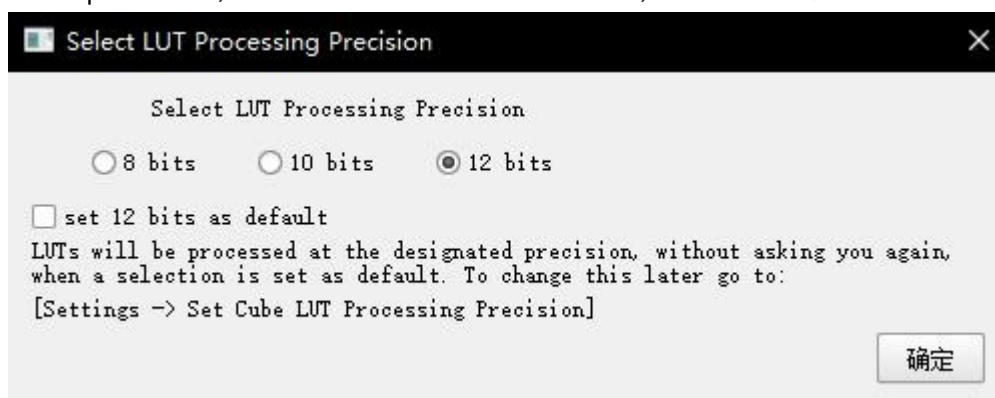 Select LUT Processing Precision
Select LUT Processing Precision
8 bits 10 bits 12 bits
set 12 bits as default
LUTs will be processed at the designated precision, without asking you again,
when a selection is set as default. To change this later go to:
[Settings -> Set Cube LUT Processing Precision]
确定